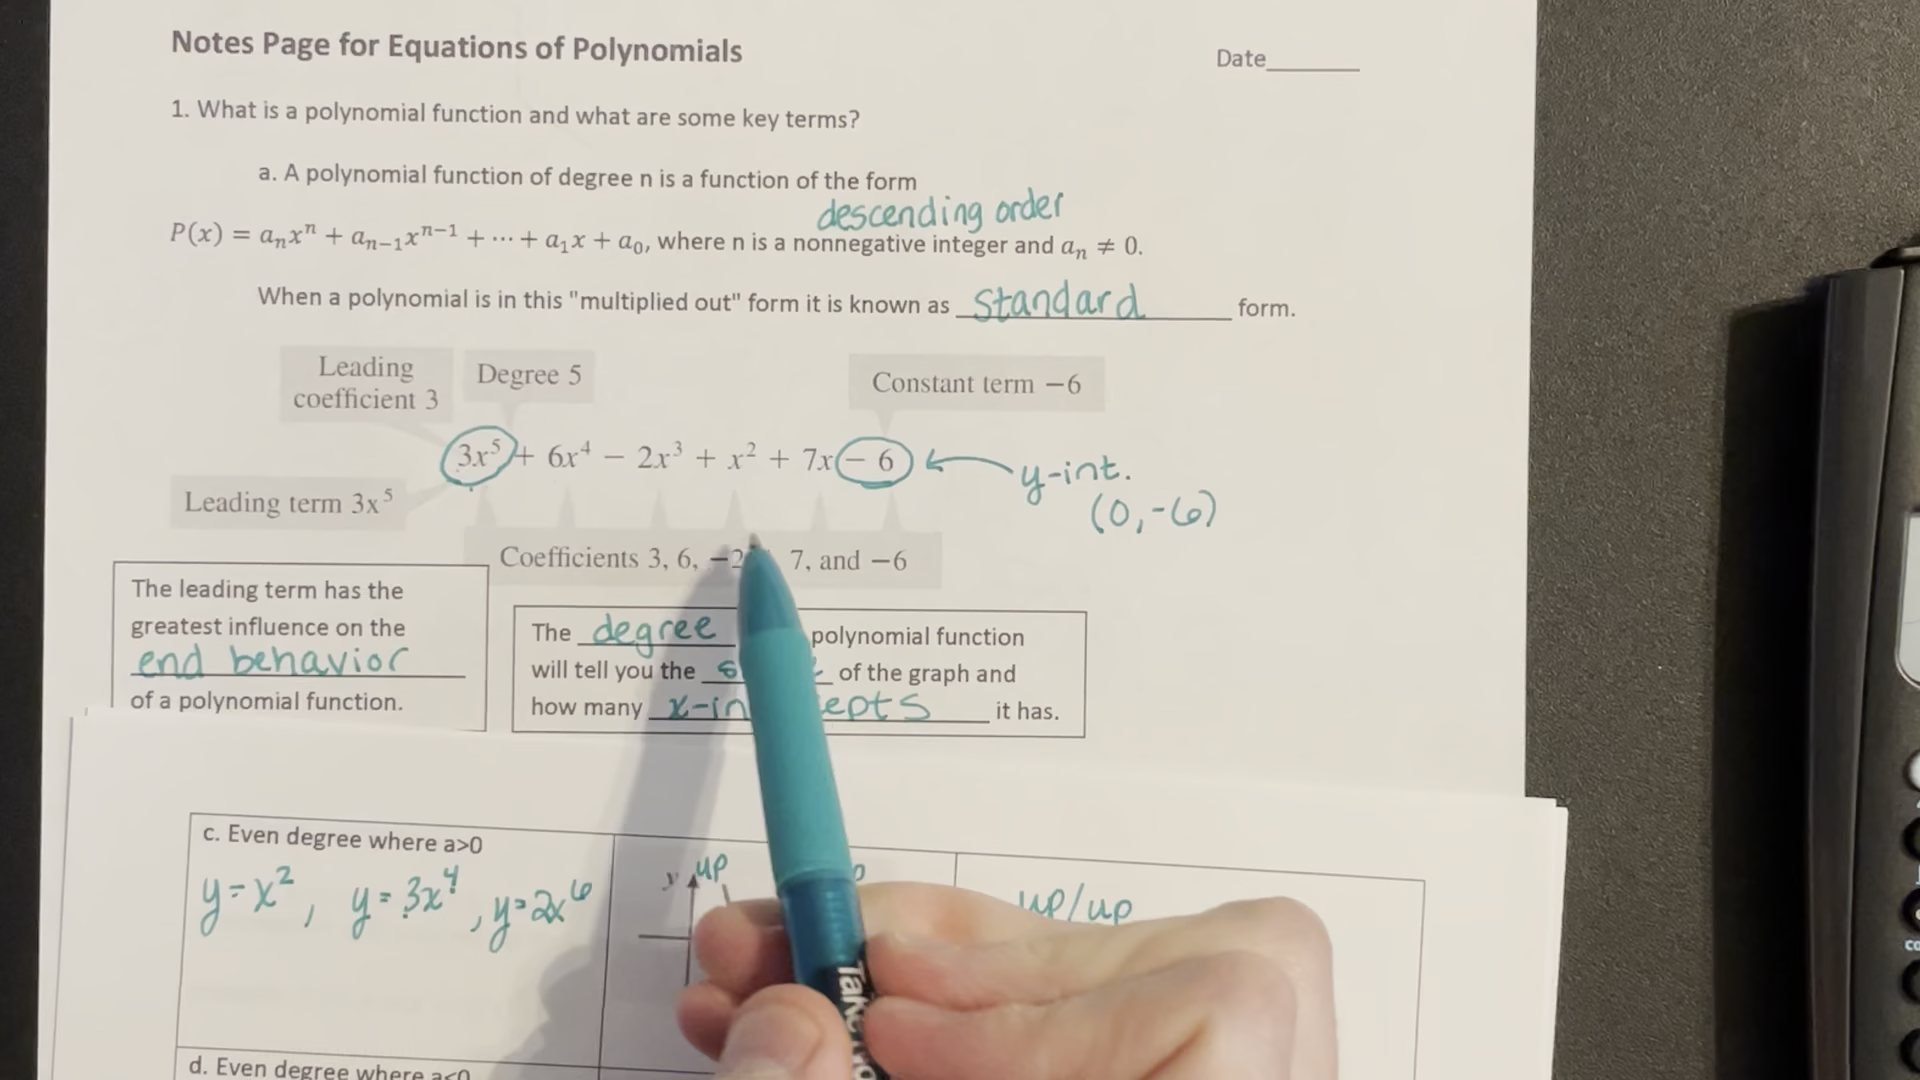 Notes Page for Equations of Polynomials
Date_______
1. What is a polynomial function and what are some key terms?
a. A polynomial function of degree n is a function of the form
descending order
P(x) = aₙxⁿ + aₙ₋₁xⁿ⁻¹ + ⋯ + a₁x + a₀, where n is a nonnegative integer and aₙ ≠ 0.
When a polynomial is in this "multiplied out" form it is known as standard form.
Leading
coefficient 3
Degree 5
Constant term −6
3x⁵ + 6x⁴ − 2x³ + x² + 7x − 6
y-int.
(0,-6)
Leading term 3x⁵
Coefficients 3, 6, −2 7, and −6
The leading term has the
greatest influence on the
end behavior
of a polynomial function.
The degree polynomial function
will tell you the of the graph and
how many it has.
c. Even degree where a>0
y=x², y=3x⁴, y=2x⁶
y up
up/up
d. Even degree where a<0